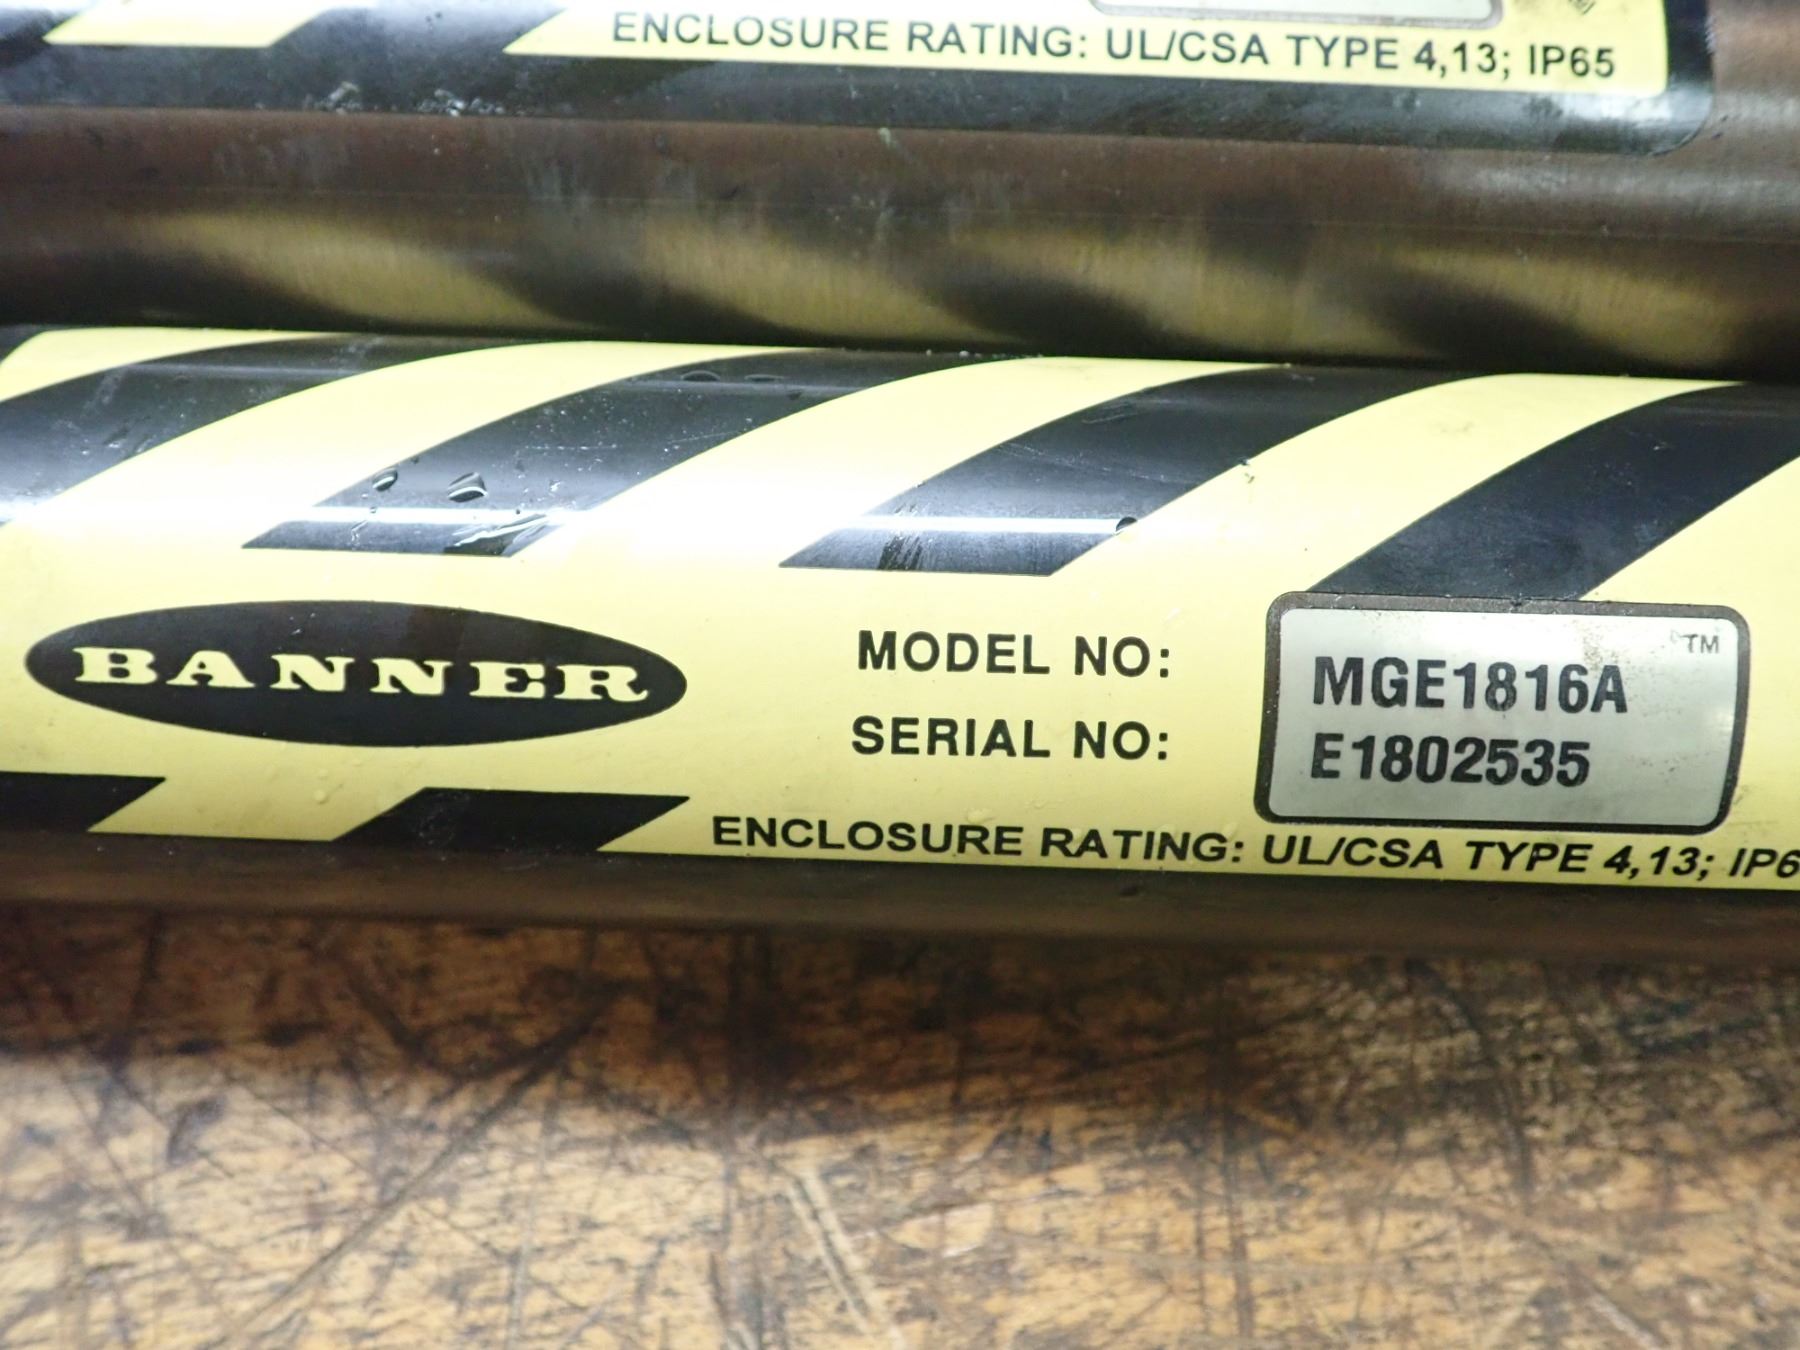 ENCLOSURE RATING: UL/CSA TYPE 4,13; IP65
BANNER
MODEL NO: MGE1816A ™
SERIAL NO: E1802535
ENCLOSURE RATING: UL/CSA TYPE 4,13; IP6